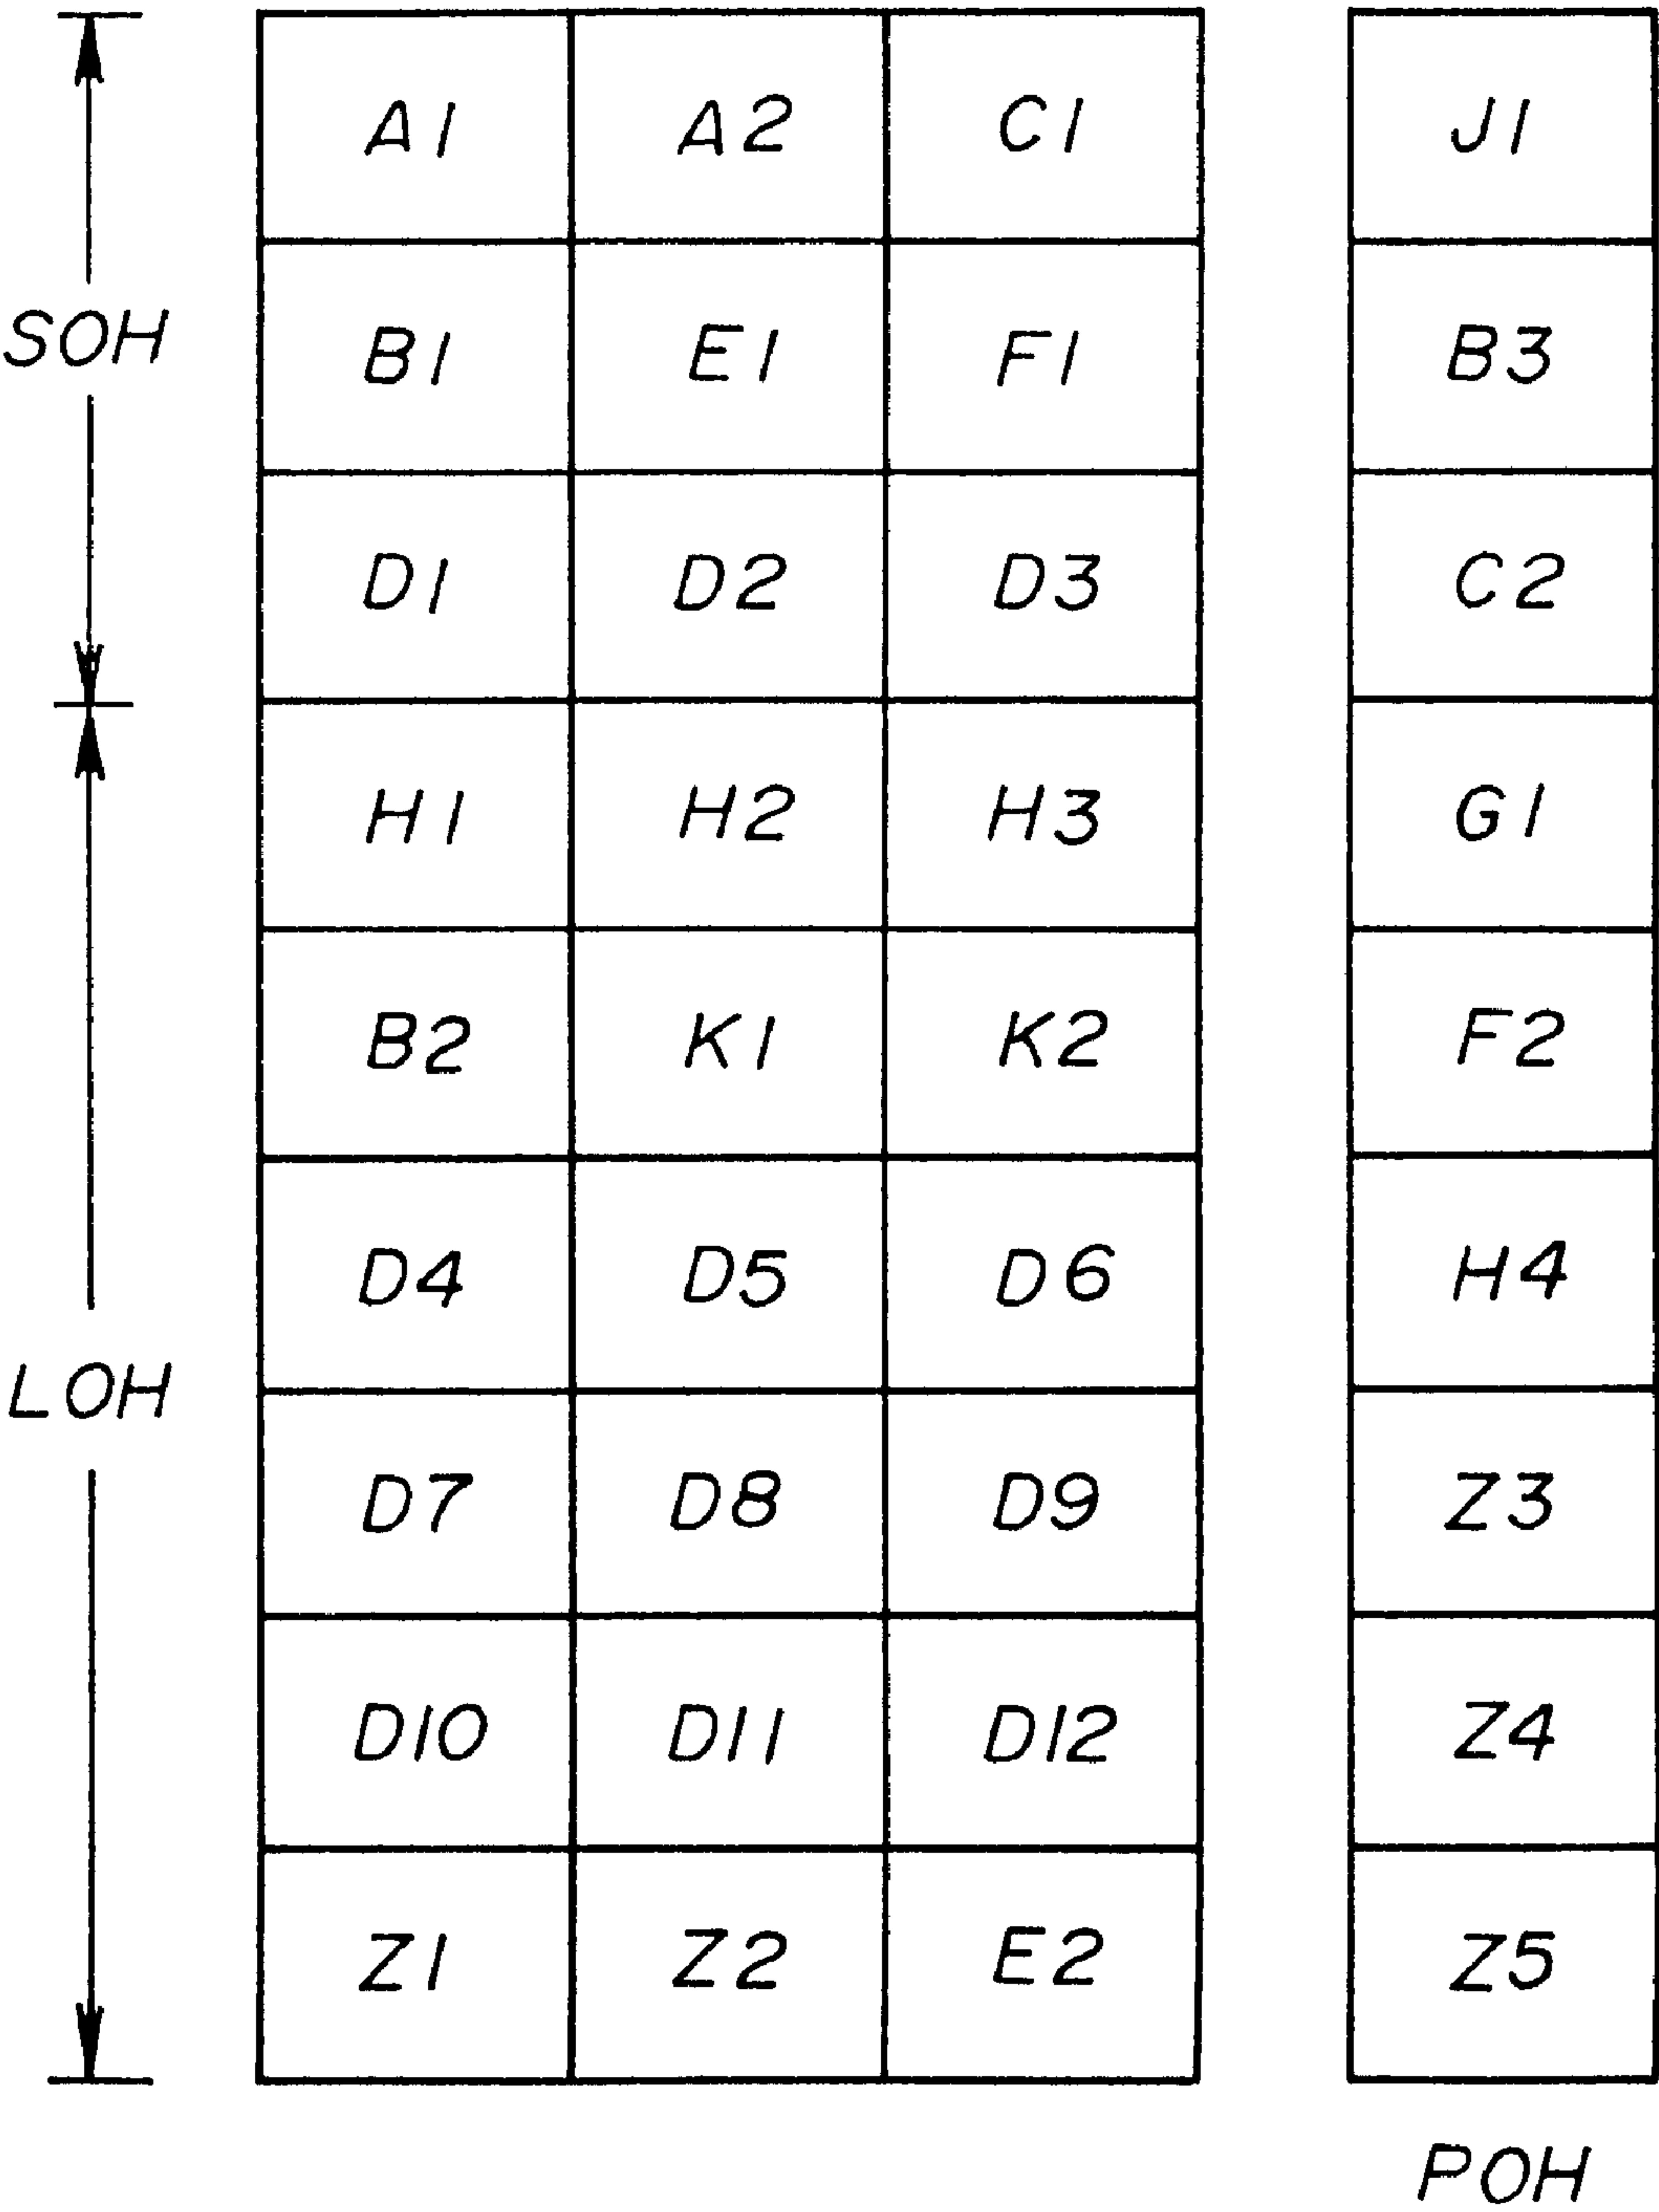 A1 A2 C1 J1
SOH B1 E1 F1 B3
D1 D2 D3 C2
H1 H2 H3 G1
B2 K1 K2 F2
D4 D5 D6 H4
LOH D7 D8 D9 Z3
D10 D11 D12 Z4
Z1 Z2 E2 Z5
POH